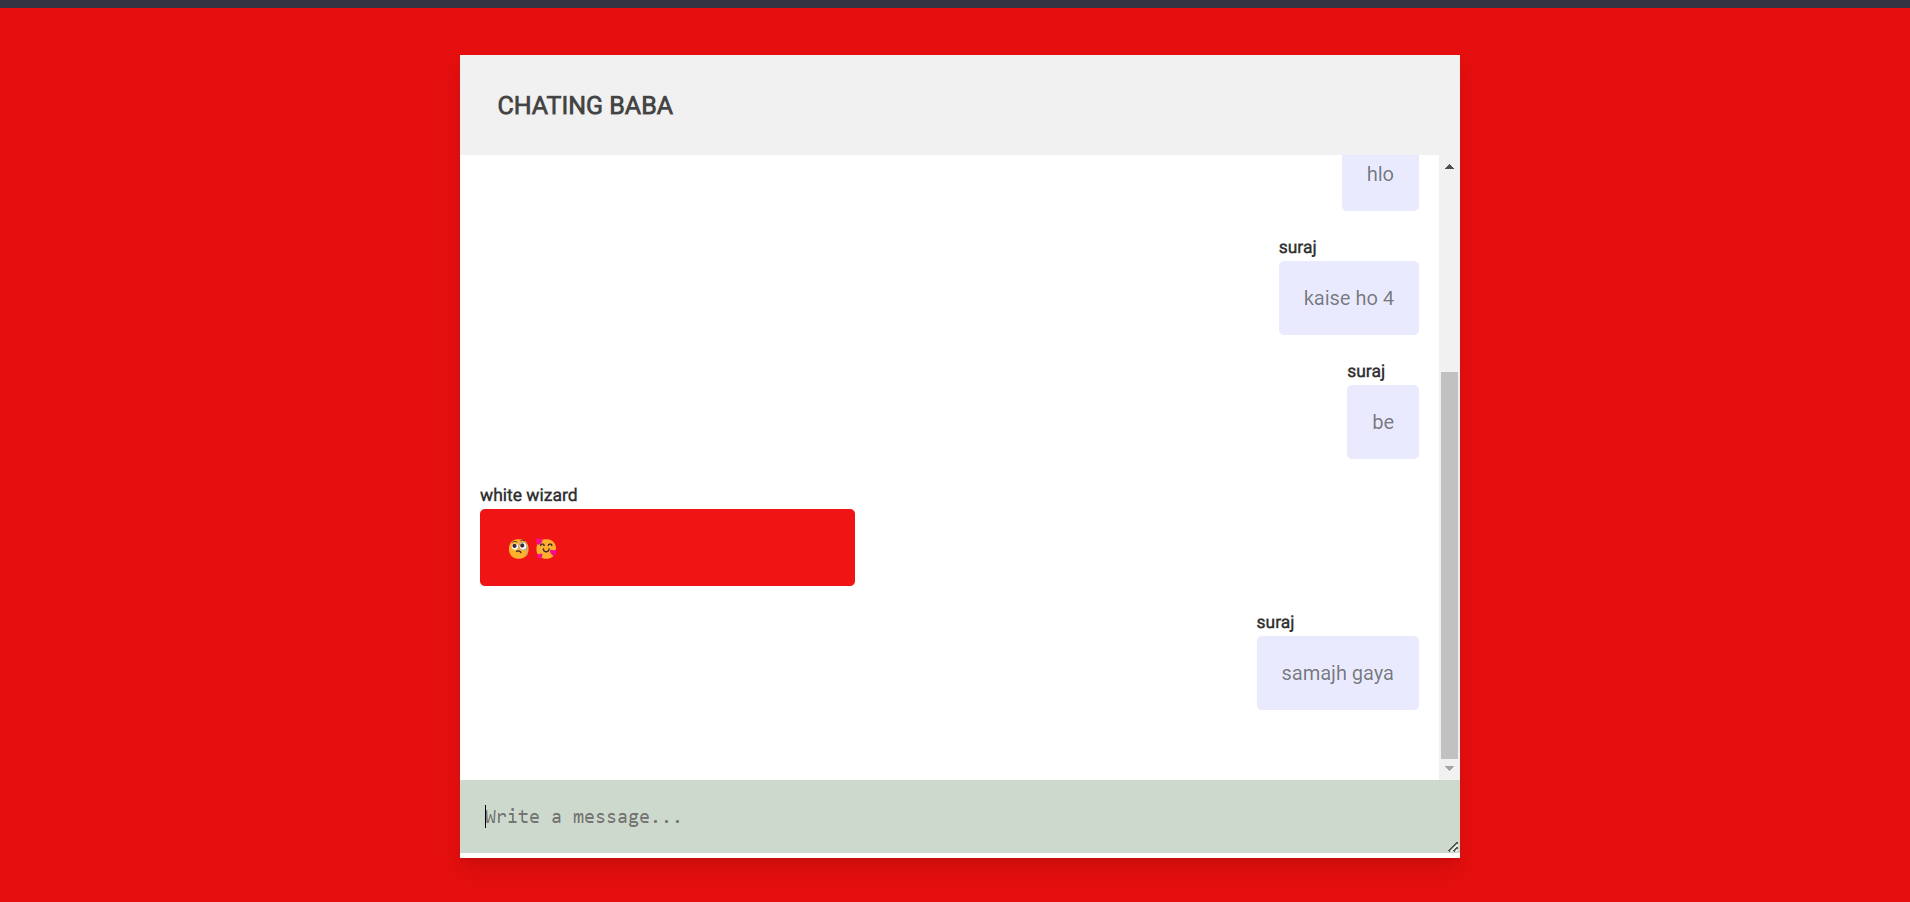 CHATING BABA
hlo
suraj
kaise ho 4
suraj
be
white wizard
🧐 🥰
suraj
samajh gaya
Write a message...